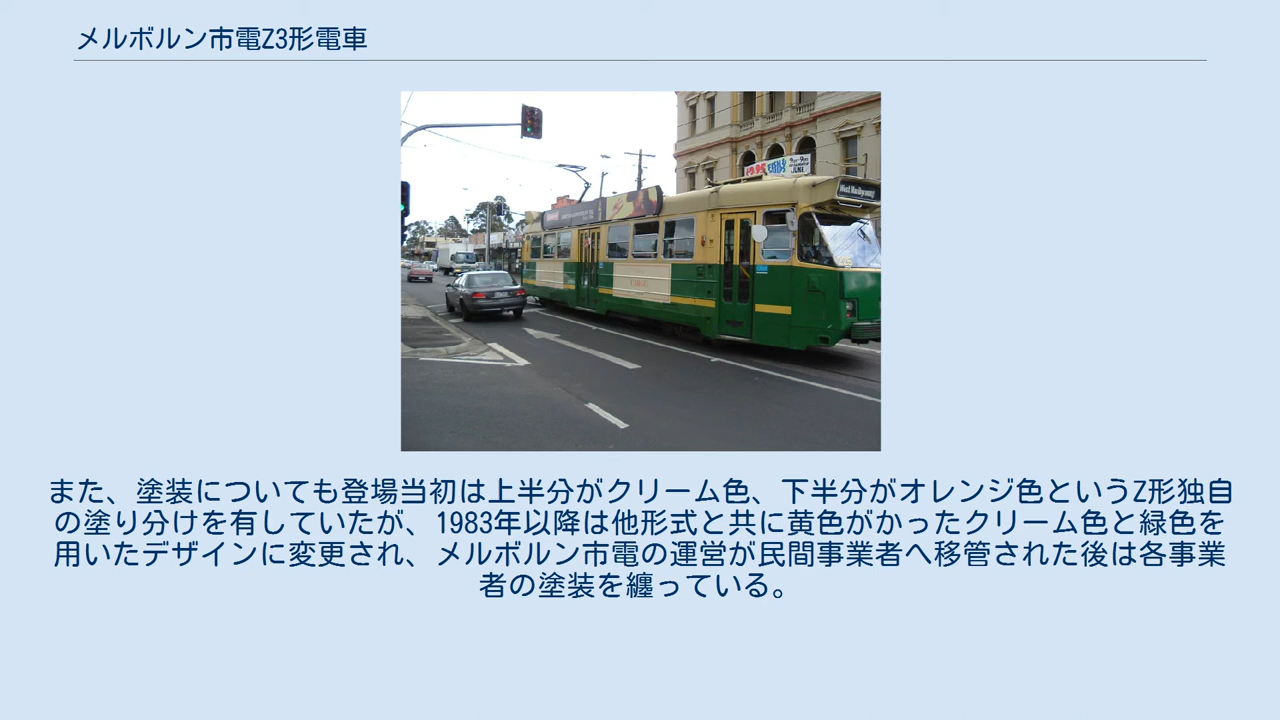 メルボルン市電Z3形電車
West Maribyrnong
また、塗装についても登場当初は上半分がクリーム色、下半分がオレンジ色というZ形独自
の塗り分けを有していたが、1983年以降は他形式と共に黄色がかったクリーム色と緑色を
用いたデザインに変更され、メルボルン市電の運営が民間事業者へ移管された後は各事業
者の塗装を纏っている。